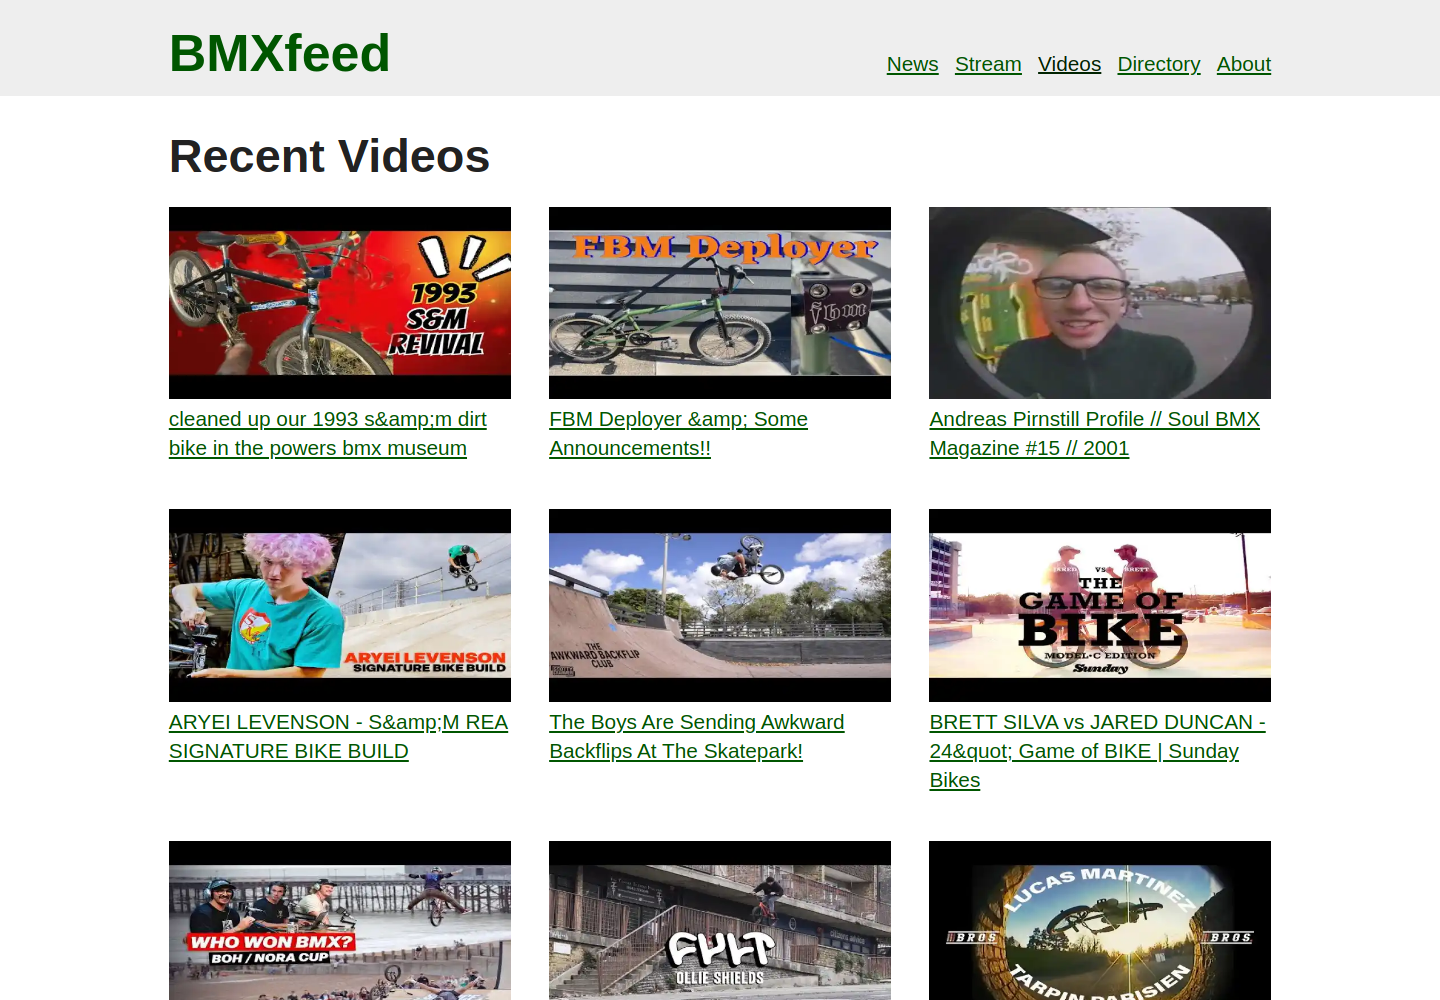 BMXfeed
News Stream Videos Directory About
Recent Videos
1993
S&M
REVIVAL
FBM Deployer
fbm
cleaned up our 1993 s&amp;m dirt
bike in the powers bmx museum
FBM Deployer &amp; Some
Announcements!!
Andreas Pirnstill Profile // Soul BMX
Magazine #15 // 2001
ARYEI LEVENSON
SIGNATURE BIKE BUILD
THE
AWKWARD BACKFLIP
CLUB
JARED VS BRETT
THE
GAME OF
BIKE
MODEL-C EDITION
Sunday
ARYEI LEVENSON - S&amp;M REA
SIGNATURE BIKE BUILD
The Boys Are Sending Awkward
Backflips At The Skatepark!
BRETT SILVA vs JARED DUNCAN -
24&quot; Game of BIKE | Sunday
Bikes
WHO WON BMX?
BOH / NORA CUP
CULT
OLLIE SHIELDS
LUCAS MARTINEZ
BROS BROS
TARPIN PARISIEN